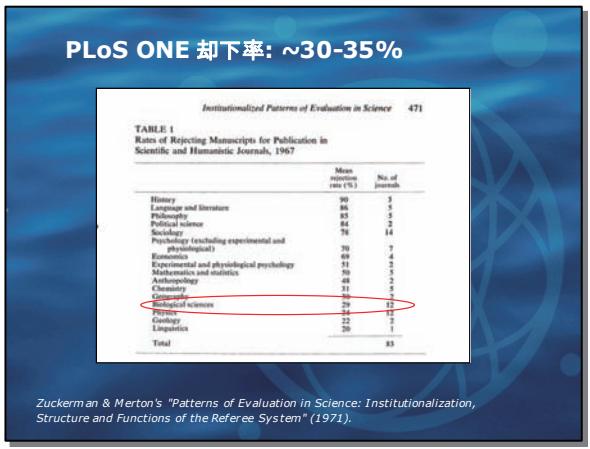 PLoS ONE 却下率: ~30-35%
Institutionalized Patterns of Evaluation in Science 471
TABLE 1
Rates of Rejecting Manuscripts for Publication in
Scientific and Humanistic Journals, 1967
Mean
rejection No. of
rate (%) journals
History 90 3
Language and literature 86 5
Philosophy 85 5
Political science 84 2
Sociology 78 14
Psychology (excluding experimental and
physiological) 70 7
Economics 69 4
Experimental and physiological psychology 51 2
Mathematics and statistics 50 5
Anthropology 48 2
Chemistry 31 5
Geography 30 2
Biological sciences 29 12
Physics 24 12
Geology 22 2
Linguistics 20 1
Total 83
Zuckerman & Merton's "Patterns of Evaluation in Science: Institutionalization,
Structure and Functions of the Referee System" (1971).